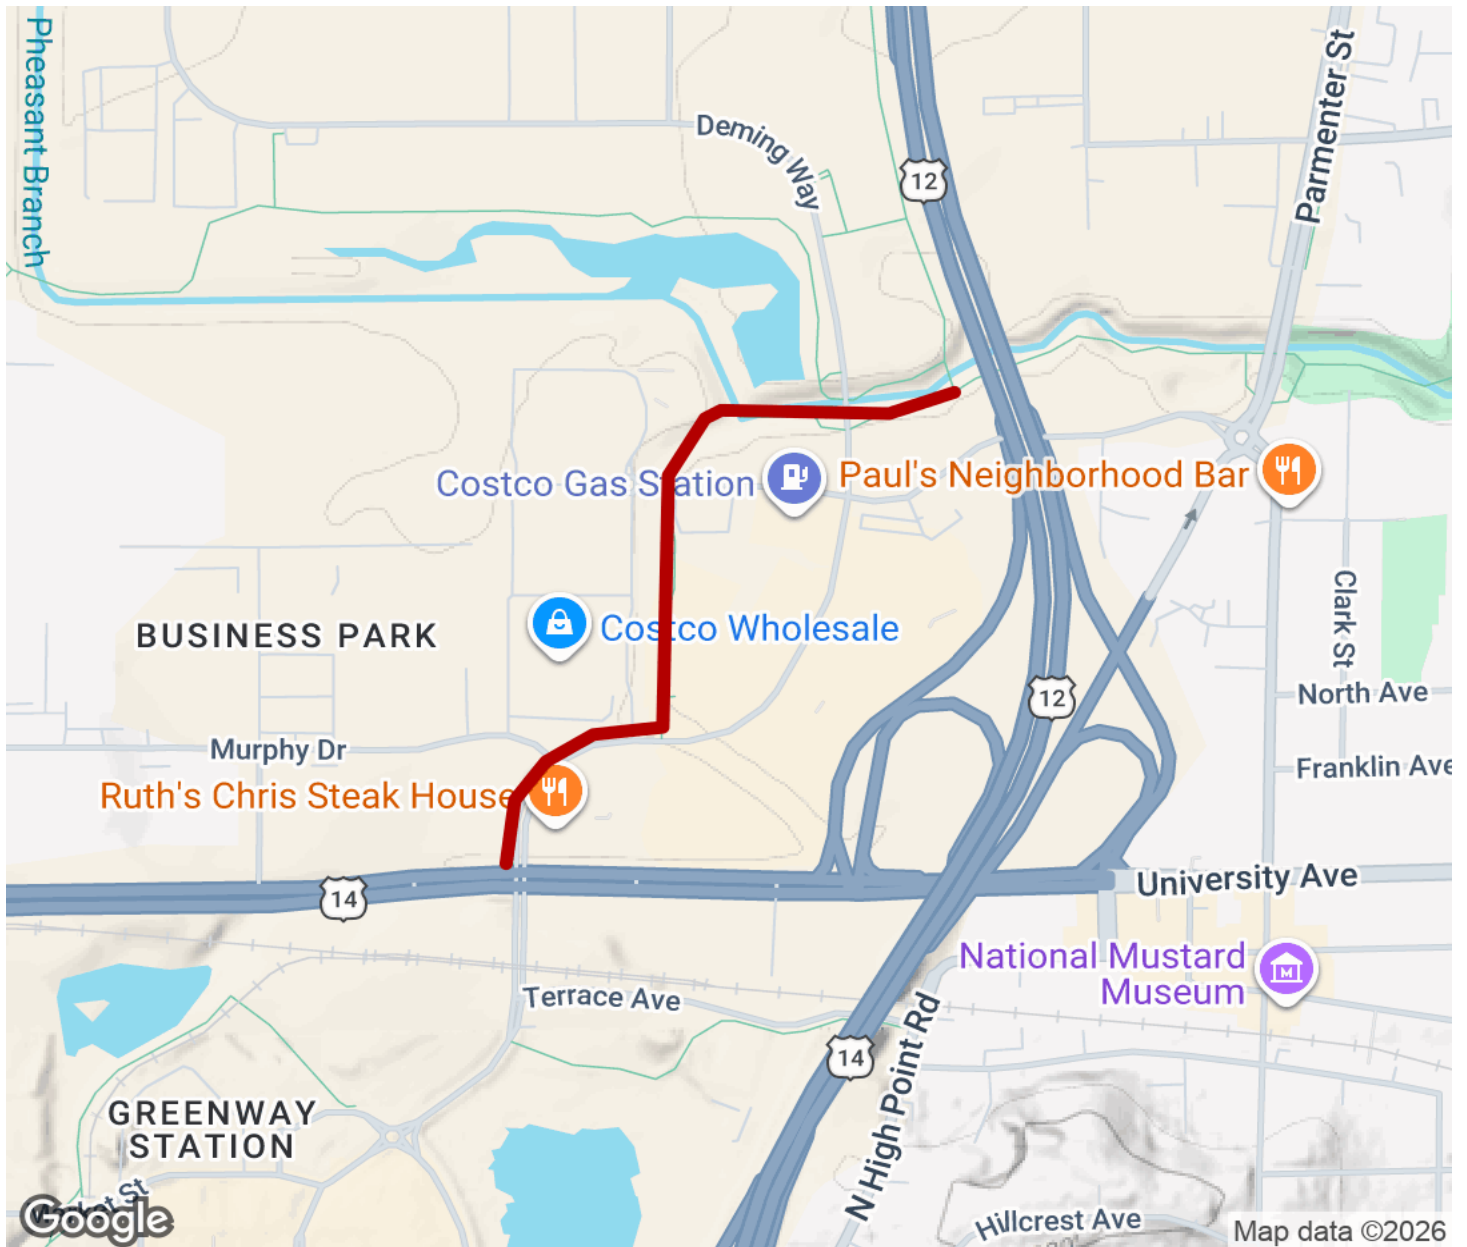 Pheasant Branch
Deming Way
12
Parmenter St
Costco Gas Station
Paul's Neighborhood Bar
Clark St
BUSINESS PARK
Costco Wholesale
12
North Ave
Murphy Dr
Franklin Ave
Ruth's Chris Steak House
14
University Ave
National Mustard
Museum
Terrace Ave
14
N High Point Rd
GREENWAY
STATION
Market St
Google
Hillcrest Ave
Map data ©2026